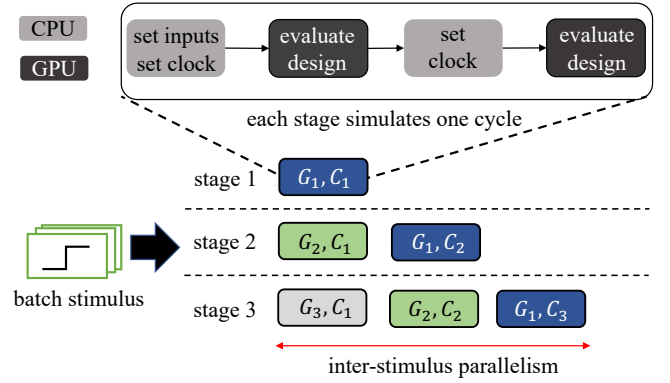 CPU
GPU
set inputs
set clock
evaluate
design
set
clock
evaluate
design
each stage simulates one cycle
stage 1
G₁, C₁
stage 2
G₂, C₁
G₁, C₂
batch stimulus
stage 3
G₃, C₁
G₂, C₂
G₁, C₃
inter-stimulus parallelism